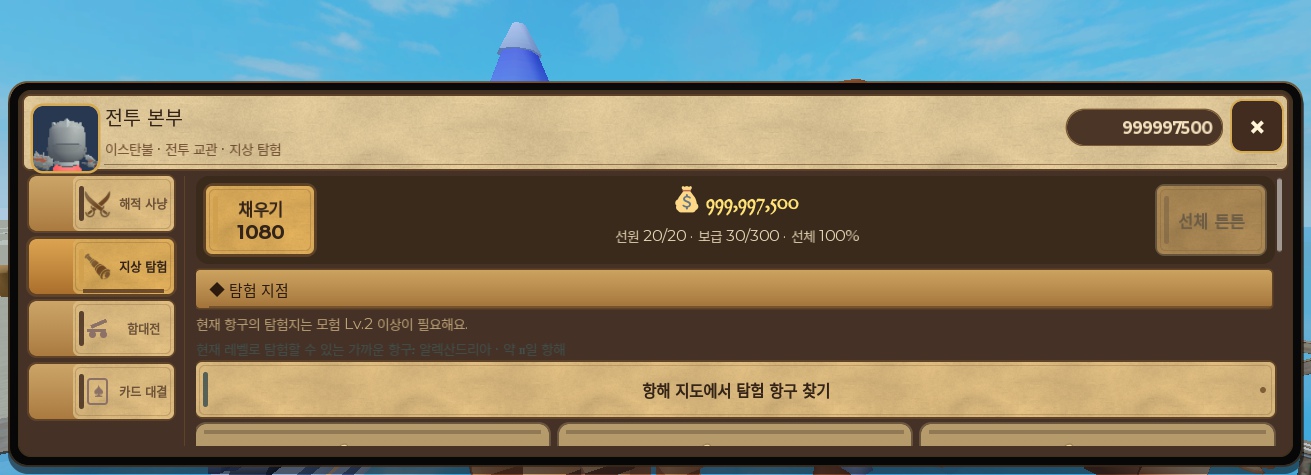 전투 본부
이스탄불 · 전투 교관 · 지상 탐험
999997500
×
해적 사냥
지상 탐험
함대전
카드 대결
채우기
1080
999,997,500
선원 20/20 · 보급 30/300 · 선체 100%
선체 튼튼
◆ 탐험 지점
현재 항구의 탐험지는 모험 Lv.2 이상이 필요해요.
현재 레벨로 탐험할 수 있는 가까운 항구: 알렉산드리아 · 약 일 항해
항해 지도에서 탐험 항구 찾기